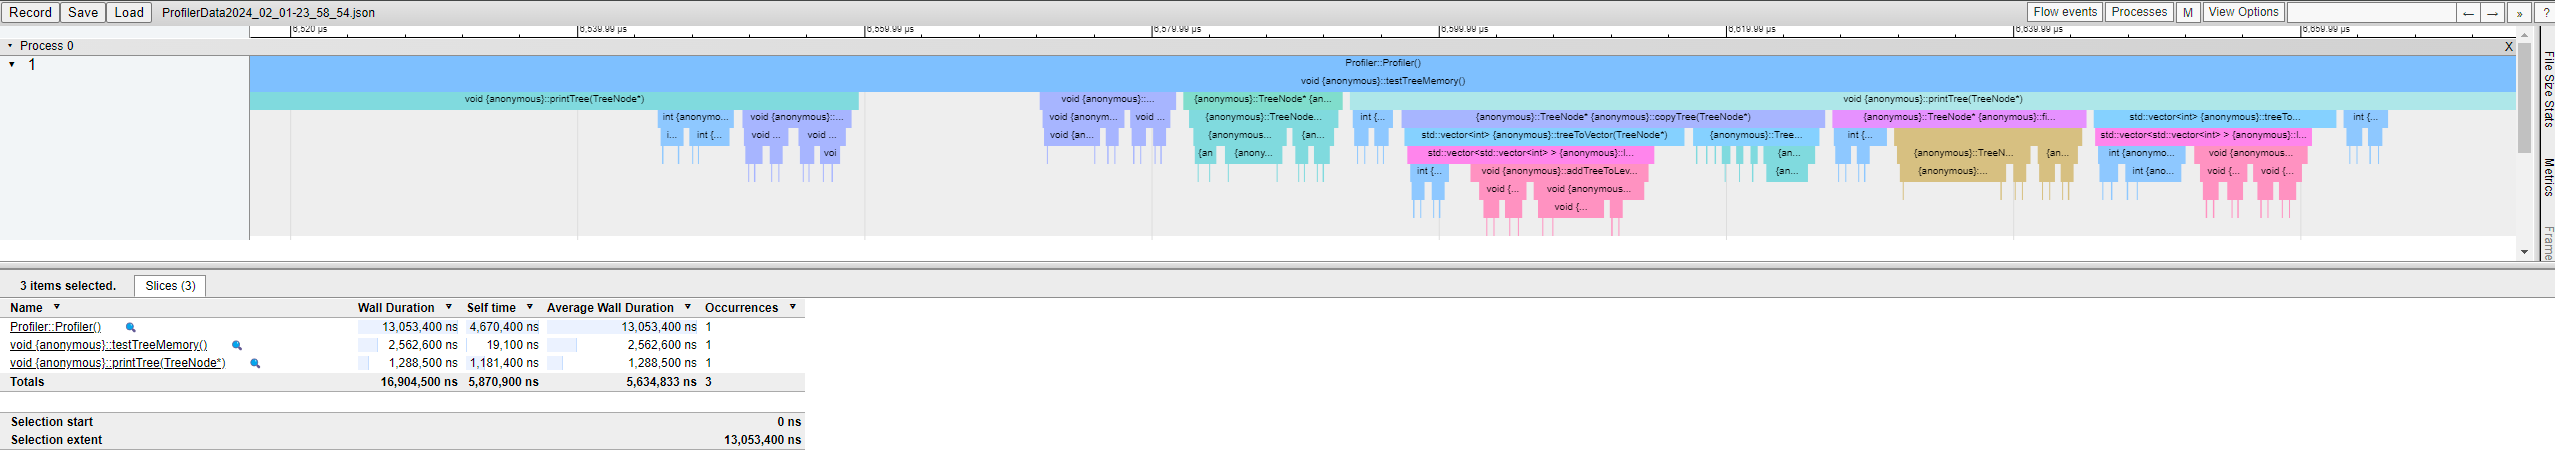 Record Save Load ProfilerData2024_02_01-23_58_54.json Flow events Processes M View Options ← → » ?
6,520 µs 6,539.99 µs 6,559.99 µs 6,579.99 µs 6,599.99 µs 6,619.99 µs 6,639.99 µs 6,659.99 µs
Process 0 X
1 Profiler::Profiler()
void {anonymous}::testTreeMemory()
void {anonymous}::printTree(TreeNode*) void {anonymous}::... {anonymous}::TreeNode* {an... void {anonymous}::printTree(TreeNode*)
int {anonymo... void {anonymous}::... void {anonym... void ... {anonymous}::TreeNode... int {... {anonymous}::TreeNode* {anonymous}::copyTree(TreeNode*) {anonymous}::TreeNode* {anonymous}::fi... std::vector<int> {anonymous}::treeTo... int {...
i... int {... void ... void ... void {an... {anonymous... {an... std::vector<int> {anonymous}::treeToVector(TreeNode*) {anonymous}::Tree... int {... std::vector<std::vector<int> > {anonymous}::l...
voi {an {anony... std::vector<std::vector<int> > {anonymous}::l... {an... {anonymous}::TreeN... {an... int {anonymo... void {anonymous...
int {... void {anonymous}::addTreeToLev... {an... {anonymous}:... int {ano... void {... void {...
void {... void {anonymous...
void {...
File Size Stats
Metrics
Frame
3 items selected. Slices (3)
Name Wall Duration Self time Average Wall Duration Occurrences
Profiler::Profiler() 13,053,400 ns 4,670,400 ns 13,053,400 ns 1
void {anonymous}::testTreeMemory() 2,562,600 ns 19,100 ns 2,562,600 ns 1
void {anonymous}::printTree(TreeNode*) 1,288,500 ns 1,181,400 ns 1,288,500 ns 1
Totals 16,904,500 ns 5,870,900 ns 5,634,833 ns 3
Selection start 0 ns
Selection extent 13,053,400 ns